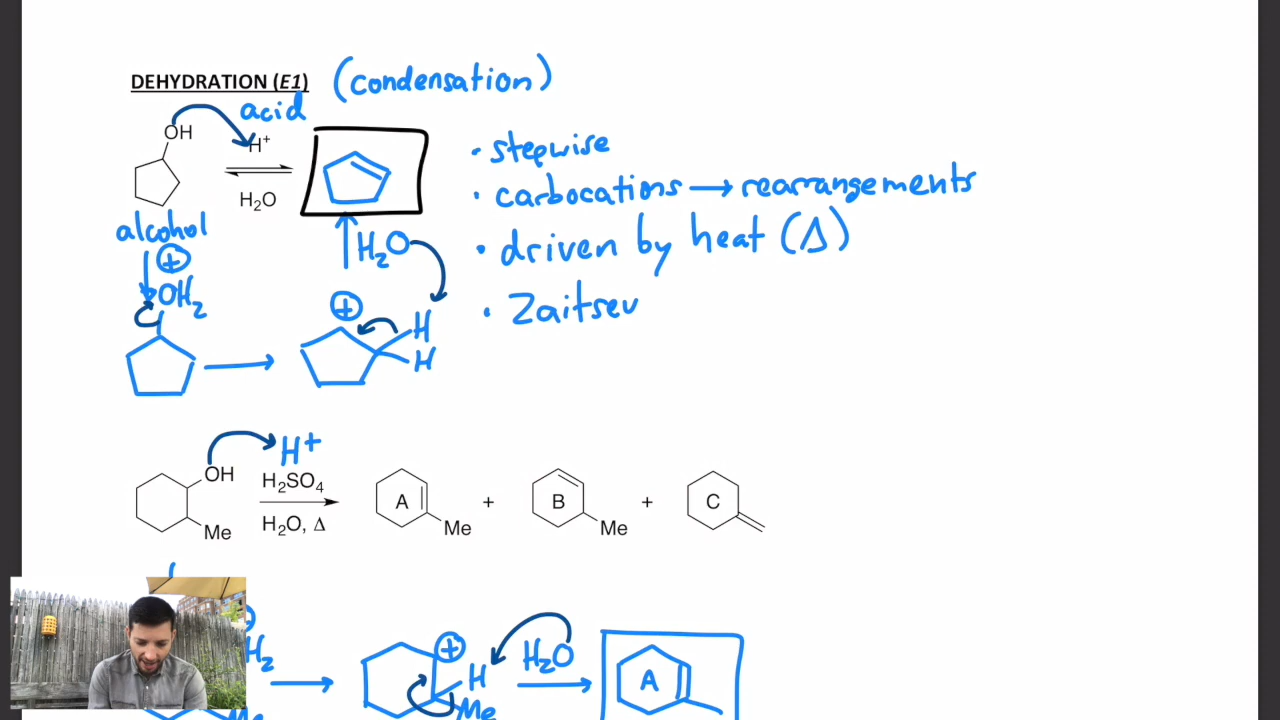 DEHYDRATION (E1) (condensation)
acid
OH H+
H2O
alcohol
• stepwise
• carbocations → rearrangements
• driven by heat (Δ)
• Zaitsev
⊕
OH2
H2O
⊕
H
H
H+
OH H2SO4
H2O, Δ
Me
A
Me
+
B
Me
+
C
H2
Me
⊕
H
Me
H2O
A